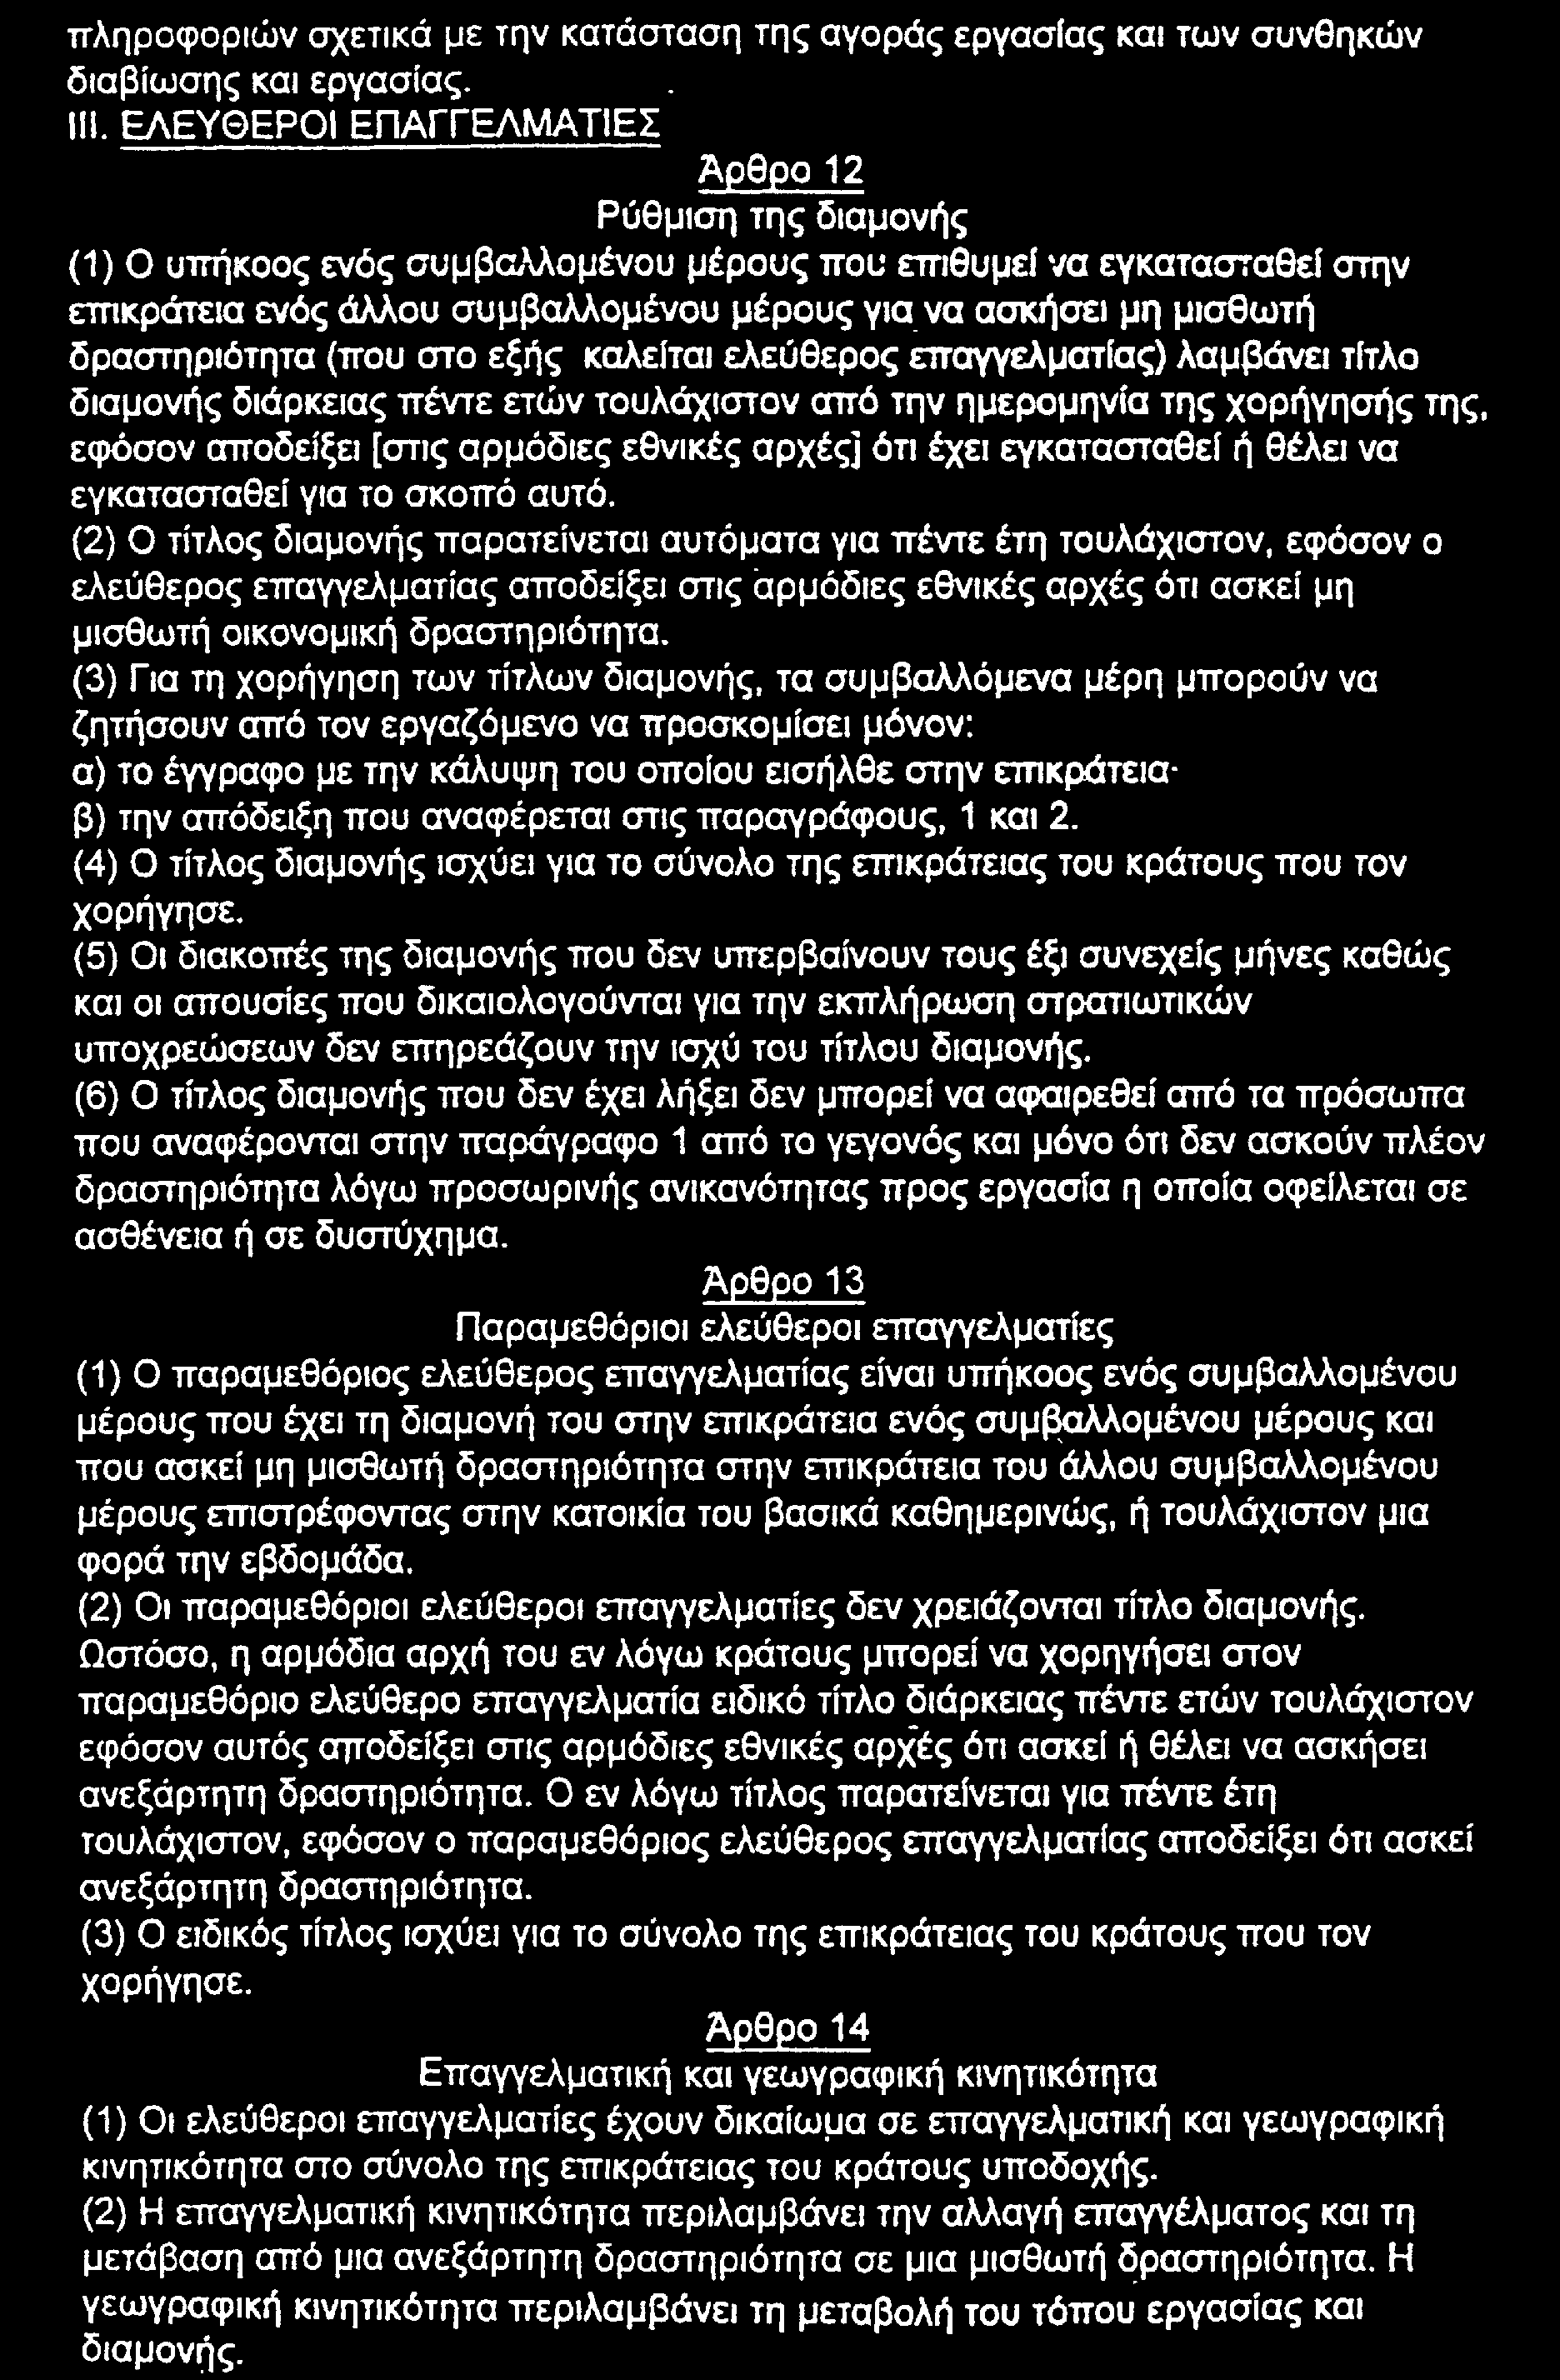 πληροφοριών σχετικά με την κατάσταση της αγοράς εργασίας και των συνθηκών
διαβίωσης και εργασίας.
III. ΕΛΕΥΘΕΡΟΙ ΕΠΑΓΓΕΛΜΑΤΙΕΣ
Άρθρο 12
Ρύθμιση της διαμονής
(1) Ο υπήκοος ενός συμβαλλομένου μέρους που επιθυμεί να εγκατασταθεί στην
επικράτεια ενός άλλου συμβαλλομένου μέρους για να ασκήσει μη μισθωτή
δραστηριότητα (που στο εξής καλείται ελεύθερος επαγγελματίας) λαμβάνει τίτλο
διαμονής διάρκειας πέντε ετών τουλάχιστον από την ημερομηνία της χορήγησής της,
εφόσον αποδείξει [στις αρμόδιες εθνικές αρχές] ότι έχει εγκατασταθεί ή θέλει να
εγκατασταθεί για το σκοπό αυτό.
(2) Ο τίτλος διαμονής παρατείνεται αυτόματα για πέντε έτη τουλάχιστον, εφόσον ο
ελεύθερος επαγγελματίας αποδείξει στις αρμόδιες εθνικές αρχές ότι ασκεί μη
μισθωτή οικονομική δραστηριότητα.
(3) Για τη χορήγηση των τίτλων διαμονής, τα συμβαλλόμενα μέρη μπορούν να
ζητήσουν από τον εργαζόμενο να προσκομίσει μόνον:
α) το έγγραφο με την κάλυψη του οποίου εισήλθε στην επικράτεια·
β) την απόδειξη που αναφέρεται στις παραγράφους, 1 και 2.
(4) Ο τίτλος διαμονής ισχύει για το σύνολο της επικράτειας του κράτους που τον
χορήγησε.
(5) Οι διακοπές της διαμονής που δεν υπερβαίνουν τους έξι συνεχείς μήνες καθώς
και οι απουσίες που δικαιολογούνται για την εκπλήρωση στρατιωτικών
υποχρεώσεων δεν επηρεάζουν την ισχύ του τίτλου διαμονής.
(6) Ο τίτλος διαμονής που δεν έχει λήξει δεν μπορεί να αφαιρεθεί από τα πρόσωπα
που αναφέρονται στην παράγραφο 1 από το γεγονός και μόνο ότι δεν ασκούν πλέον
δραστηριότητα λόγω προσωρινής ανικανότητας προς εργασία η οποία οφείλεται σε
ασθένεια ή σε δυστύχημα.
Άρθρο 13
Παραμεθόριοι ελεύθεροι επαγγελματίες
(1) Ο παραμεθόριος ελεύθερος επαγγελματίας είναι υπήκοος ενός συμβαλλομένου
μέρους που έχει τη διαμονή του στην επικράτεια ενός συμβαλλομένου μέρους και
που ασκεί μη μισθωτή δραστηριότητα στην επικράτεια του άλλου συμβαλλομένου
μέρους επιστρέφοντας στην κατοικία του βασικά καθημερινώς, ή τουλάχιστον μια
φορά την εβδομάδα.
(2) Οι παραμεθόριοι ελεύθεροι επαγγελματίες δεν χρειάζονται τίτλο διαμονής.
Ωστόσο, η αρμόδια αρχή του εν λόγω κράτους μπορεί να χορηγήσει στον
παραμεθόριο ελεύθερο επαγγελματία ειδικό τίτλο διάρκειας πέντε ετών τουλάχιστον
εφόσον αυτός αποδείξει στις αρμόδιες εθνικές αρχές ότι ασκεί ή θέλει να ασκήσει
ανεξάρτητη δραστηριότητα. Ο εν λόγω τίτλος παρατείνεται για πέντε έτη
τουλάχιστον, εφόσον ο παραμεθόριος ελεύθερος επαγγελματίας αποδείξει ότι ασκεί
ανεξάρτητη δραστηριότητα.
(3) Ο ειδικός τίτλος ισχύει για το σύνολο της επικράτειας του κράτους που τον
χορήγησε.
Άρθρο 14
Επαγγελματική και γεωγραφική κινητικότητα
(1) Οι ελεύθεροι επαγγελματίες έχουν δικαίωμα σε επαγγελματική και γεωγραφική
κινητικότητα στο σύνολο της επικράτειας του κράτους υποδοχής.
(2) Η επαγγελματική κινητικότητα περιλαμβάνει την αλλαγή επαγγέλματος και τη
μετάβαση από μια ανεξάρτητη δραστηριότητα σε μια μισθωτή δραστηριότητα. Η
γεωγραφική κινητικότητα περιλαμβάνει τη μεταβολή του τόπου εργασίας και
διαμονής.